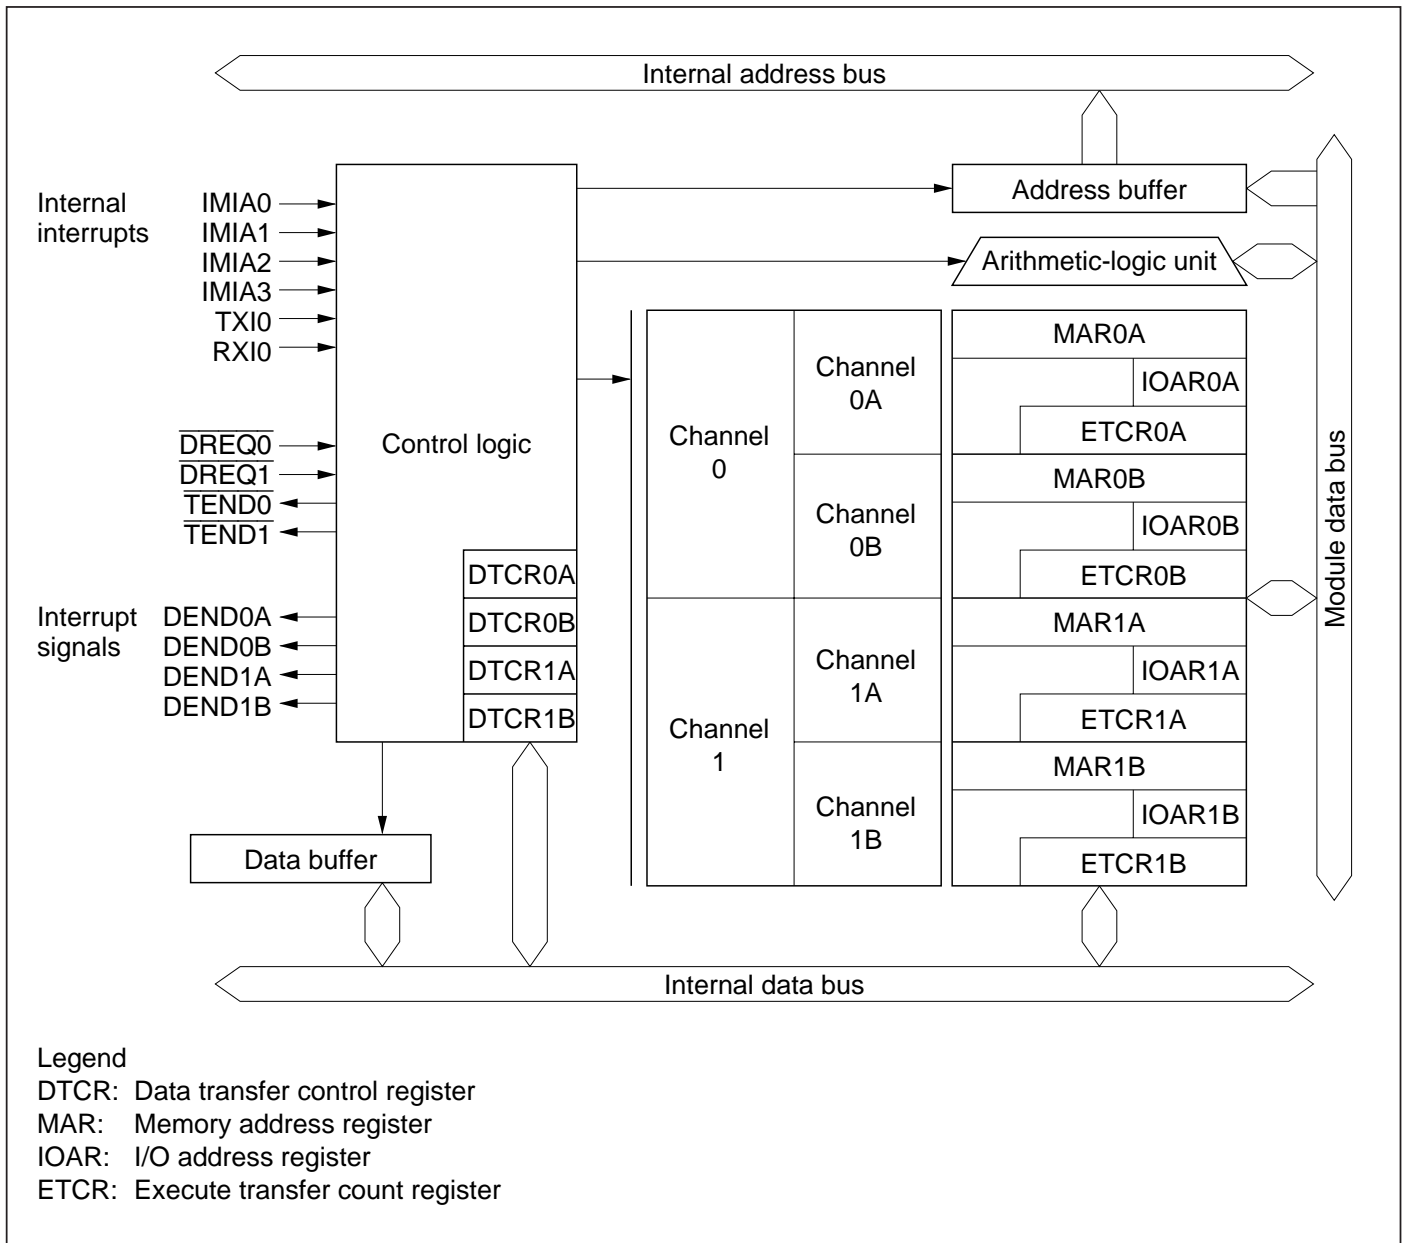 Internal address bus
Internal
interrupts
IMIA0
IMIA1
IMIA2
IMIA3
TXI0
RXI0
DREQ0
DREQ1
TEND0
TEND1
Interrupt
signals
DEND0A
DEND0B
DEND1A
DEND1B
Control logic
DTCR0A
DTCR0B
DTCR1A
DTCR1B
Data buffer
Address buffer
Arithmetic-logic unit
Channel
0
Channel
0A
Channel
0B
Channel
1
Channel
1A
Channel
1B
MAR0A
IOAR0A
ETCR0A
MAR0B
IOAR0B
ETCR0B
MAR1A
IOAR1A
ETCR1A
MAR1B
IOAR1B
ETCR1B
Module data bus
Internal data bus
Legend
DTCR: Data transfer control register
MAR: Memory address register
IOAR: I/O address register
ETCR: Execute transfer count register